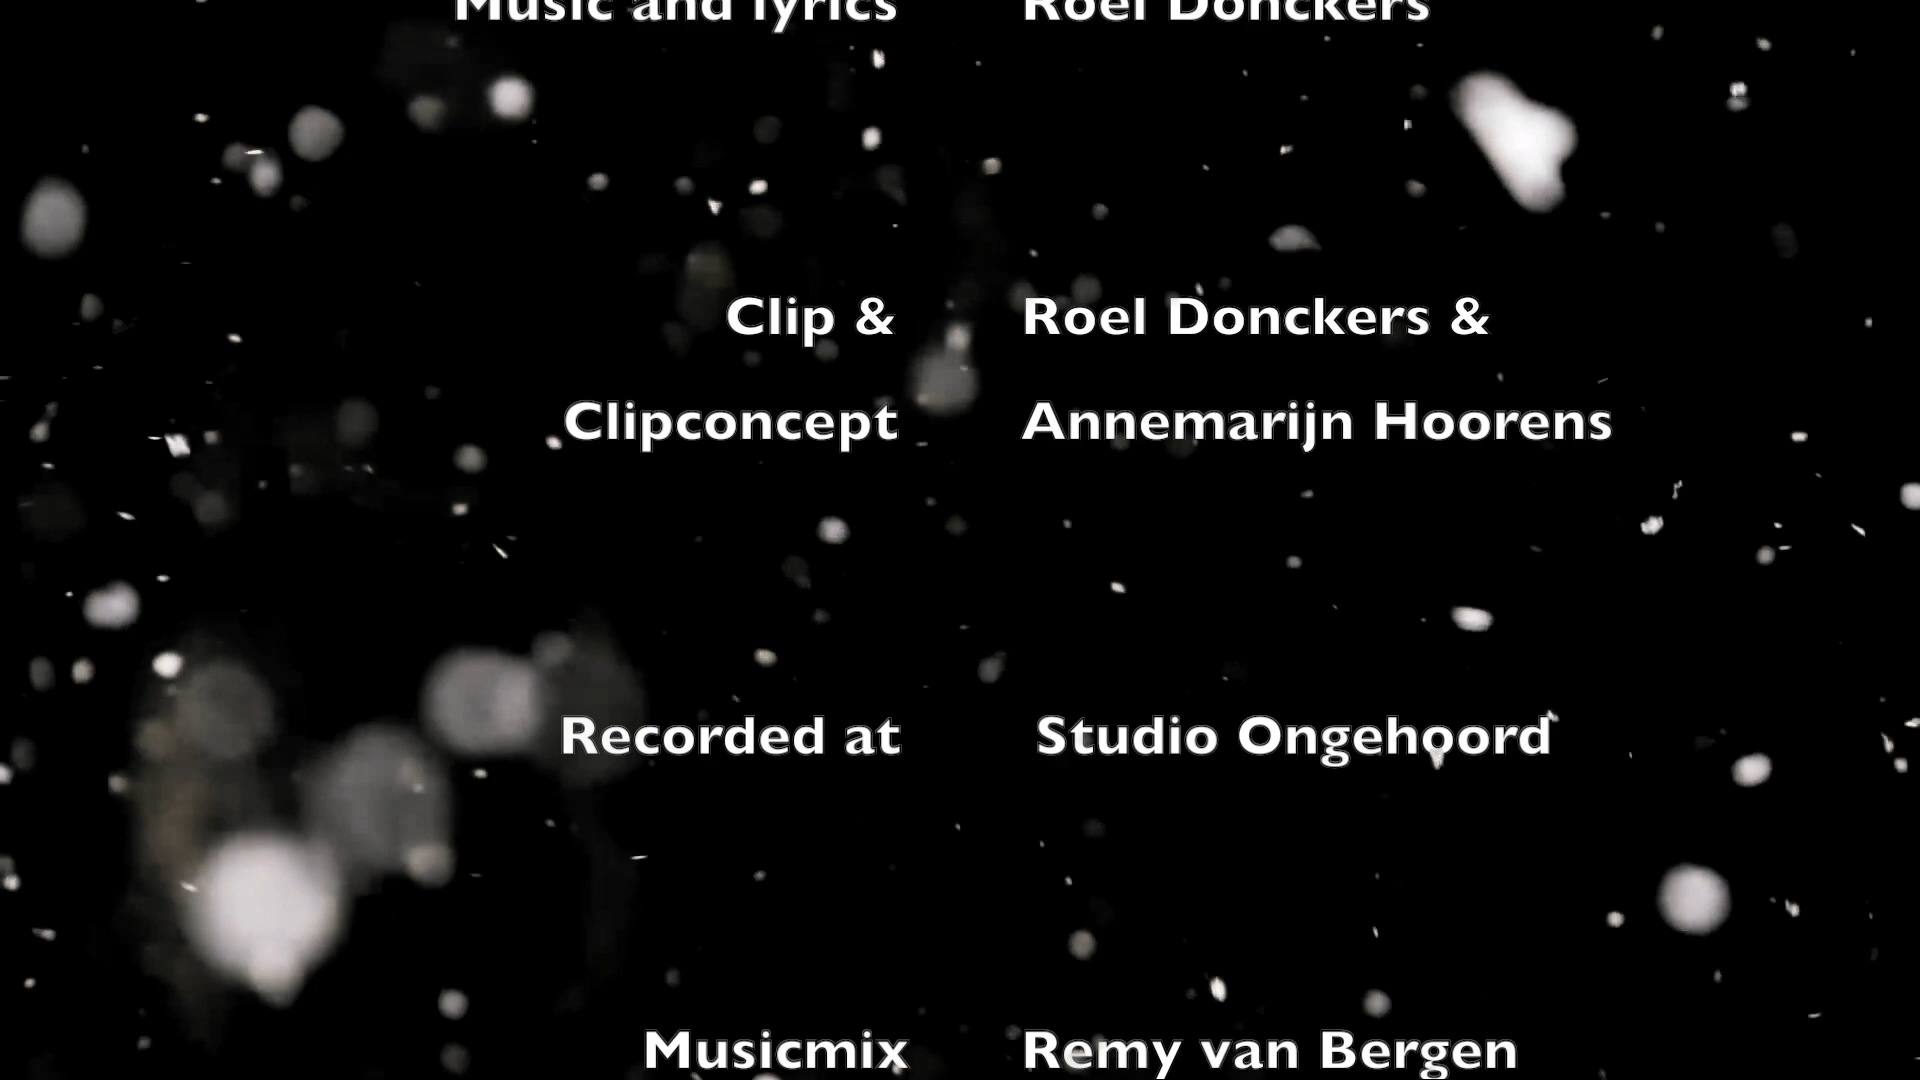 Music and lyrics Roel Donckers
Clip & Roel Donckers &
Clipconcept Annemarijn Hoorens
Recorded at Studio Ongehoord
Musicmix Remy van Bergen